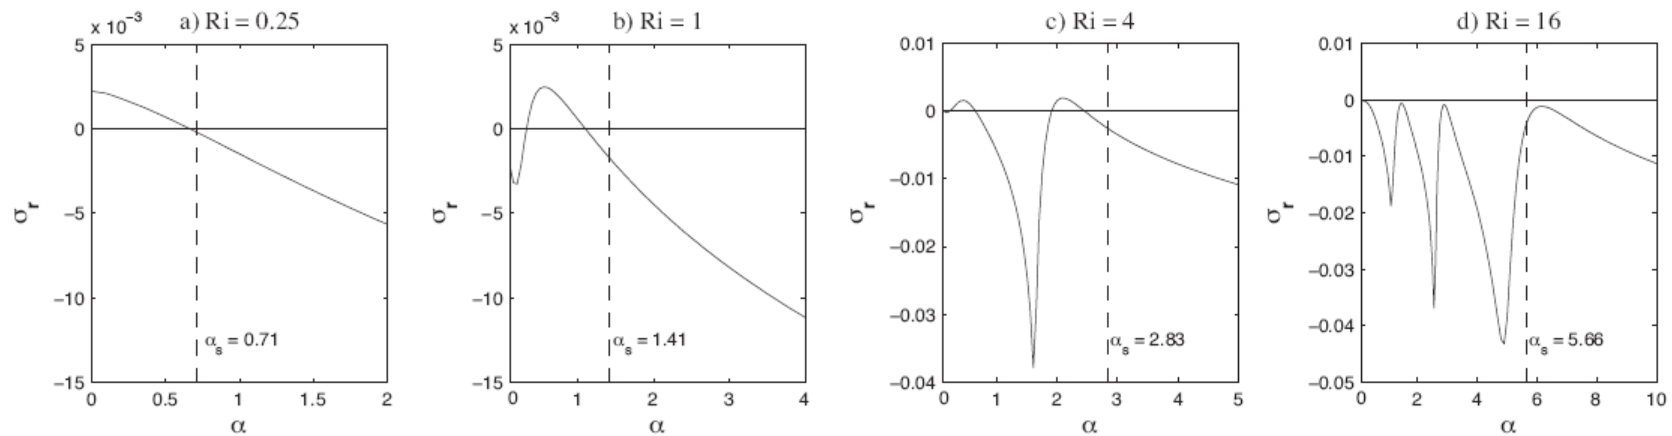 a) Ri = 0.25
x 10⁻³
5
0
−5
−10
−15
0 0.5 1 1.5 2
σr
α
αs = 0.71
b) Ri = 1
x 10⁻³
5
0
−5
−10
−15
0 1 2 3 4
σr
α
αs = 1.41
c) Ri = 4
0.01
0
−0.01
−0.02
−0.03
−0.04
0 1 2 3 4 5
σr
α
αs = 2.83
d) Ri = 16
0.01
0
−0.01
−0.02
−0.03
−0.04
−0.05
0 2 4 6 8 10
σr
α
αs = 5.66